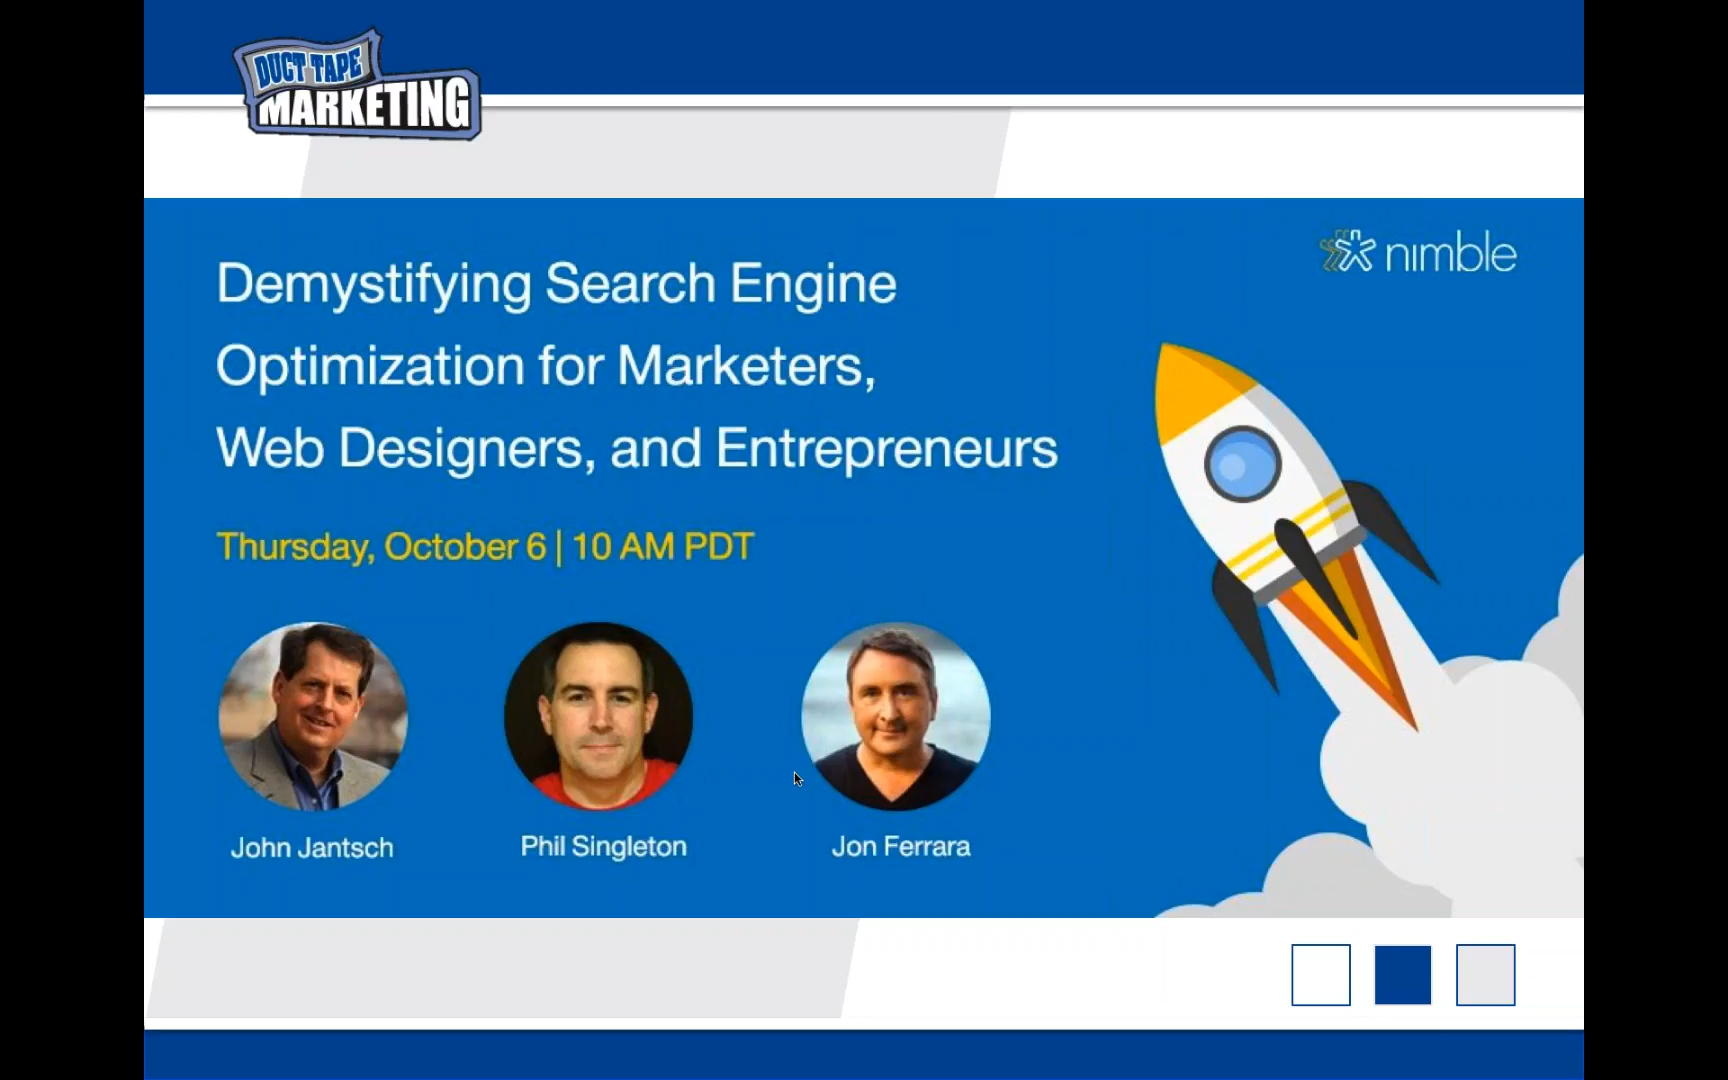 DUCT TAPE
MARKETING
nimble
Demystifying Search Engine
Optimization for Marketers,
Web Designers, and Entrepreneurs
Thursday, October 6 | 10 AM PDT
John Jantsch
Phil Singleton
Jon Ferrara